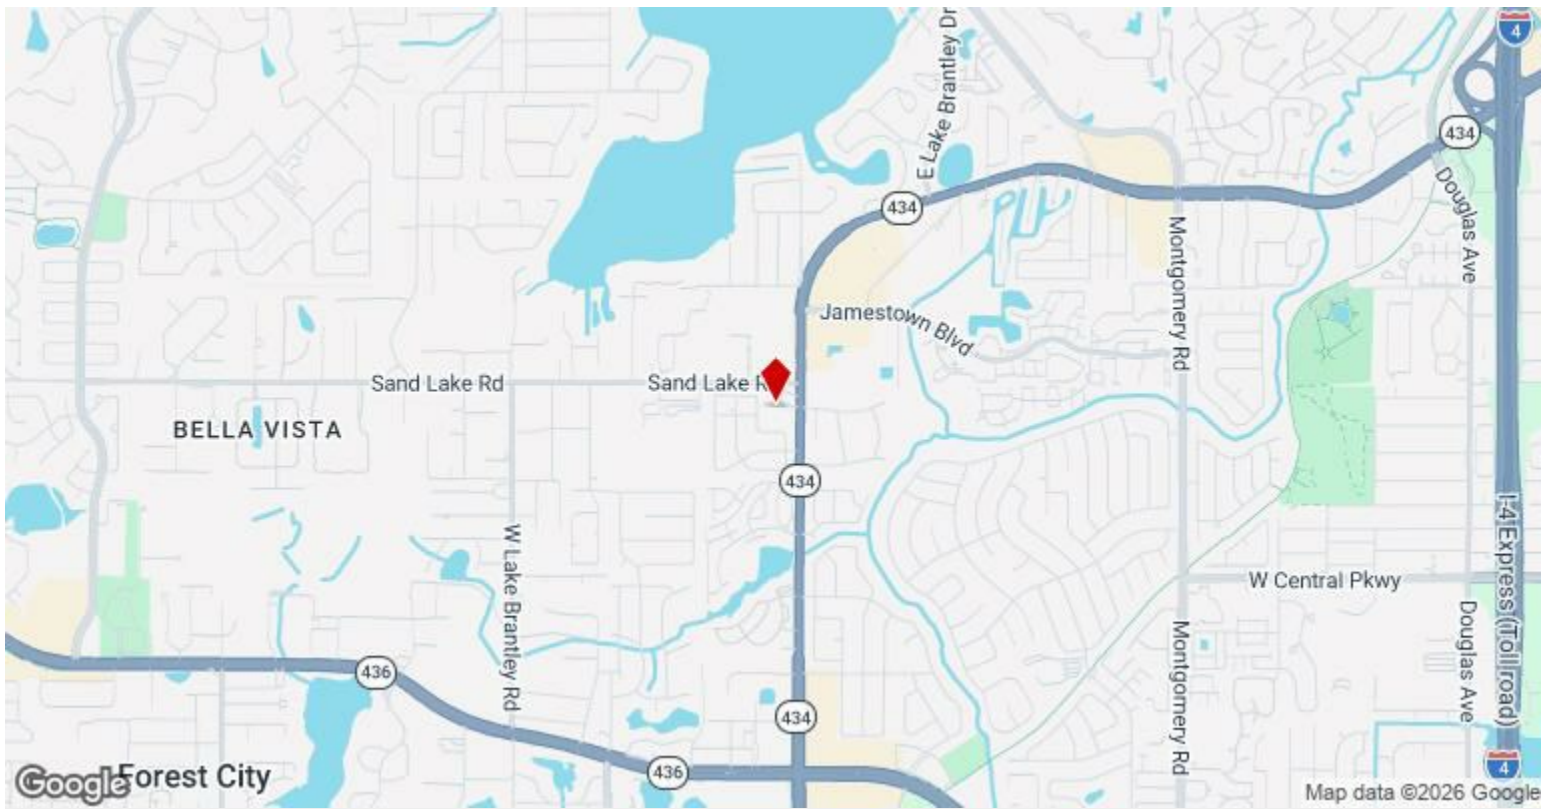 4
E Lake Brantley Dr
434
434
Douglas Ave
Montgomery Rd
Jamestown Blvd
Sand Lake Rd
Sand Lake R
BELLA VISTA
434
I-4 Express (Toll road)
W Lake Brantley Rd
W Central Pkwy
Douglas Ave
Montgomery Rd
436
434
436
4
Forest City
Google
Map data ©2026 Google